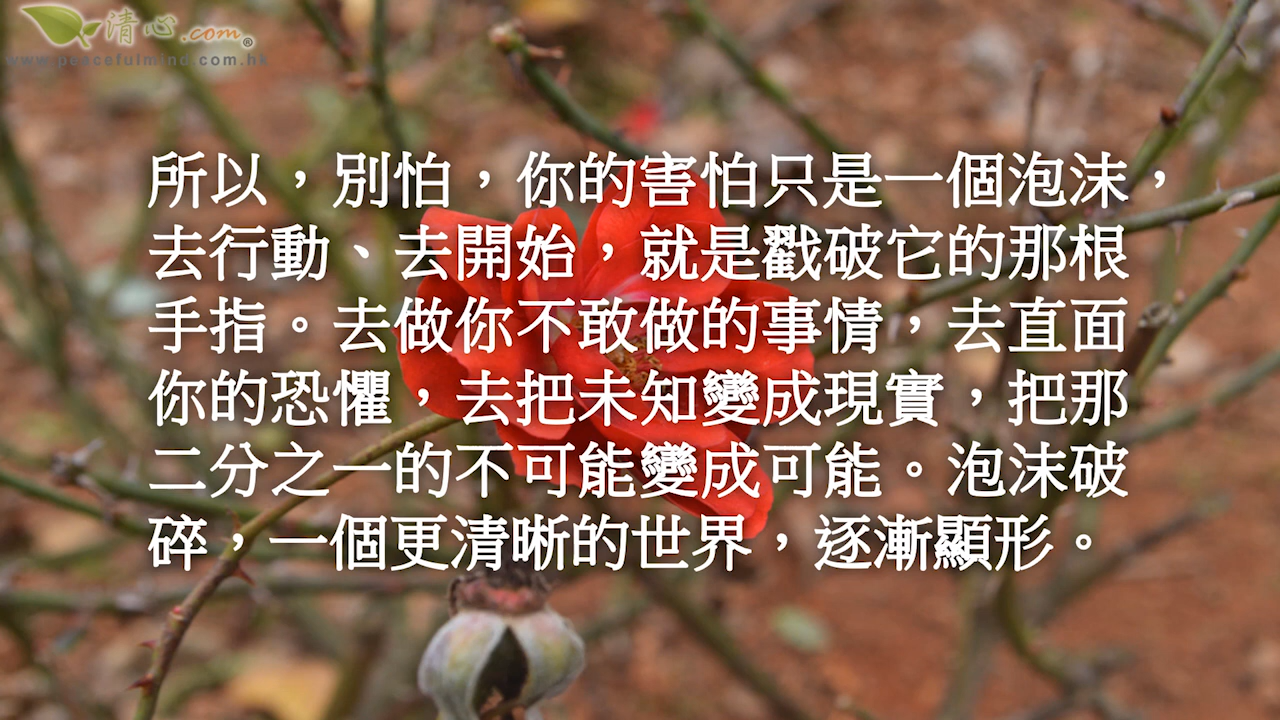 清心.com®
www.peacefulmind.com.hk
所以，別怕，你的害怕只是一個泡沫，
去行動、去開始，就是戳破它的那根
手指。去做你不敢做的事情，去直面
你的恐懼，去把未知變成現實，把那
二分之一的不可能變成可能。泡沫破
碎，一個更清晰的世界，逐漸顯形。